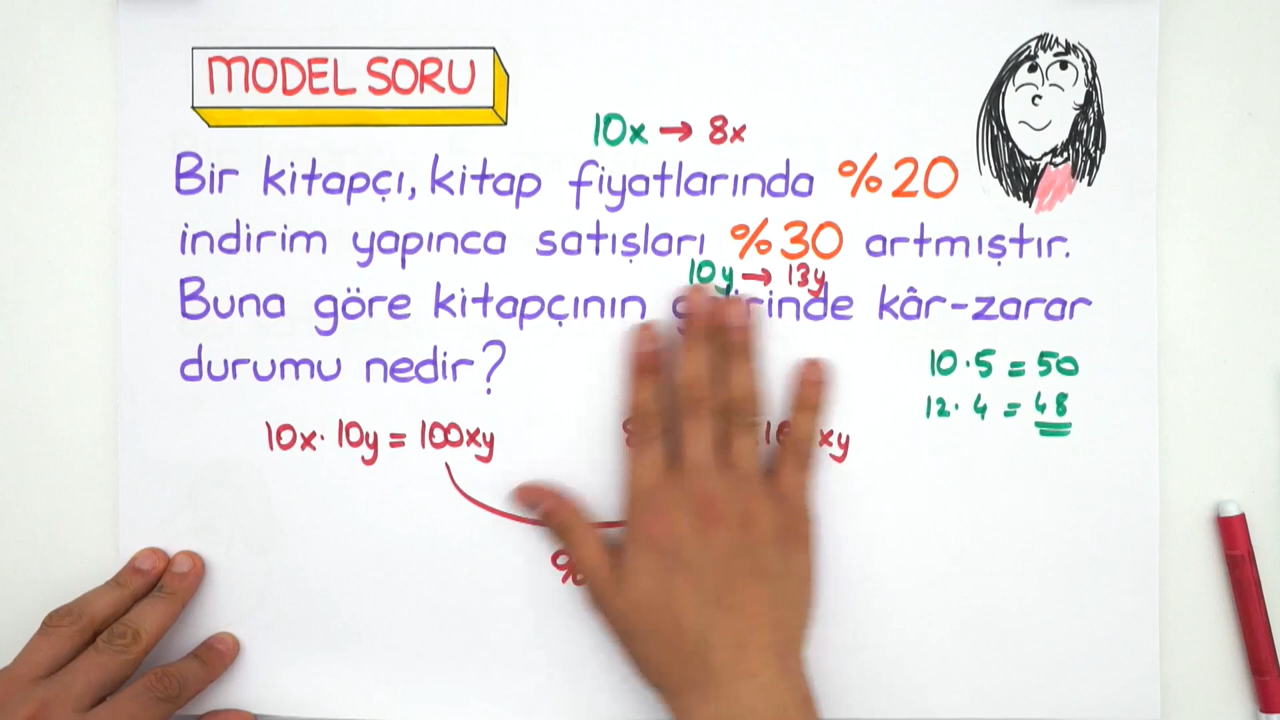 MODEL SORU
10x → 8x
Bir kitapçı, kitap fiyatlarında %20
indirim yapınca satışları %30 artmıştır.
10y → 13y
Buna göre kitapçının kâr-zarar
durumu nedir?
10.5 = 50
12.4 = 48
10x. 10y = 100xy
xy
%